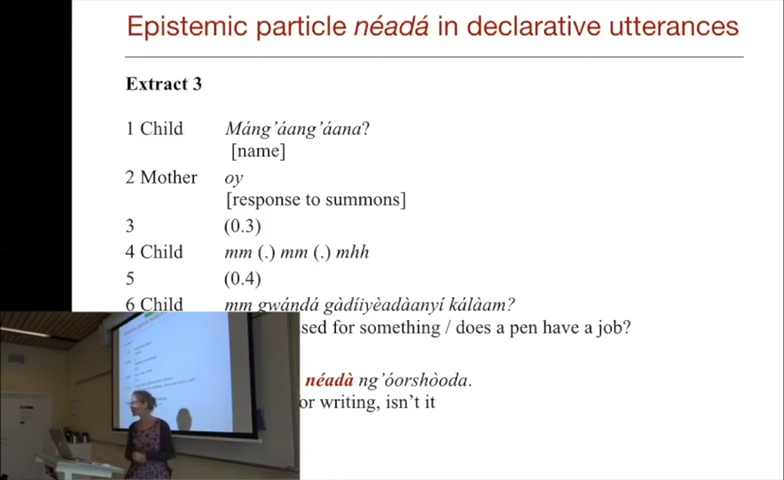 Epistemic particle néadá in declarative utterances
Extract 3
1 Child Máng'áang'áana?
[name]
2 Mother oy
[response to summons]
3 (0.3)
4 Child mm (.) mm (.) mhh
5 (0.4)
6 Child mm gwándá gàdíiyèadàanyí kálàam?
sed for something / does a pen have a job?
néadà ng'óorshòoda.
or writing, isn't it